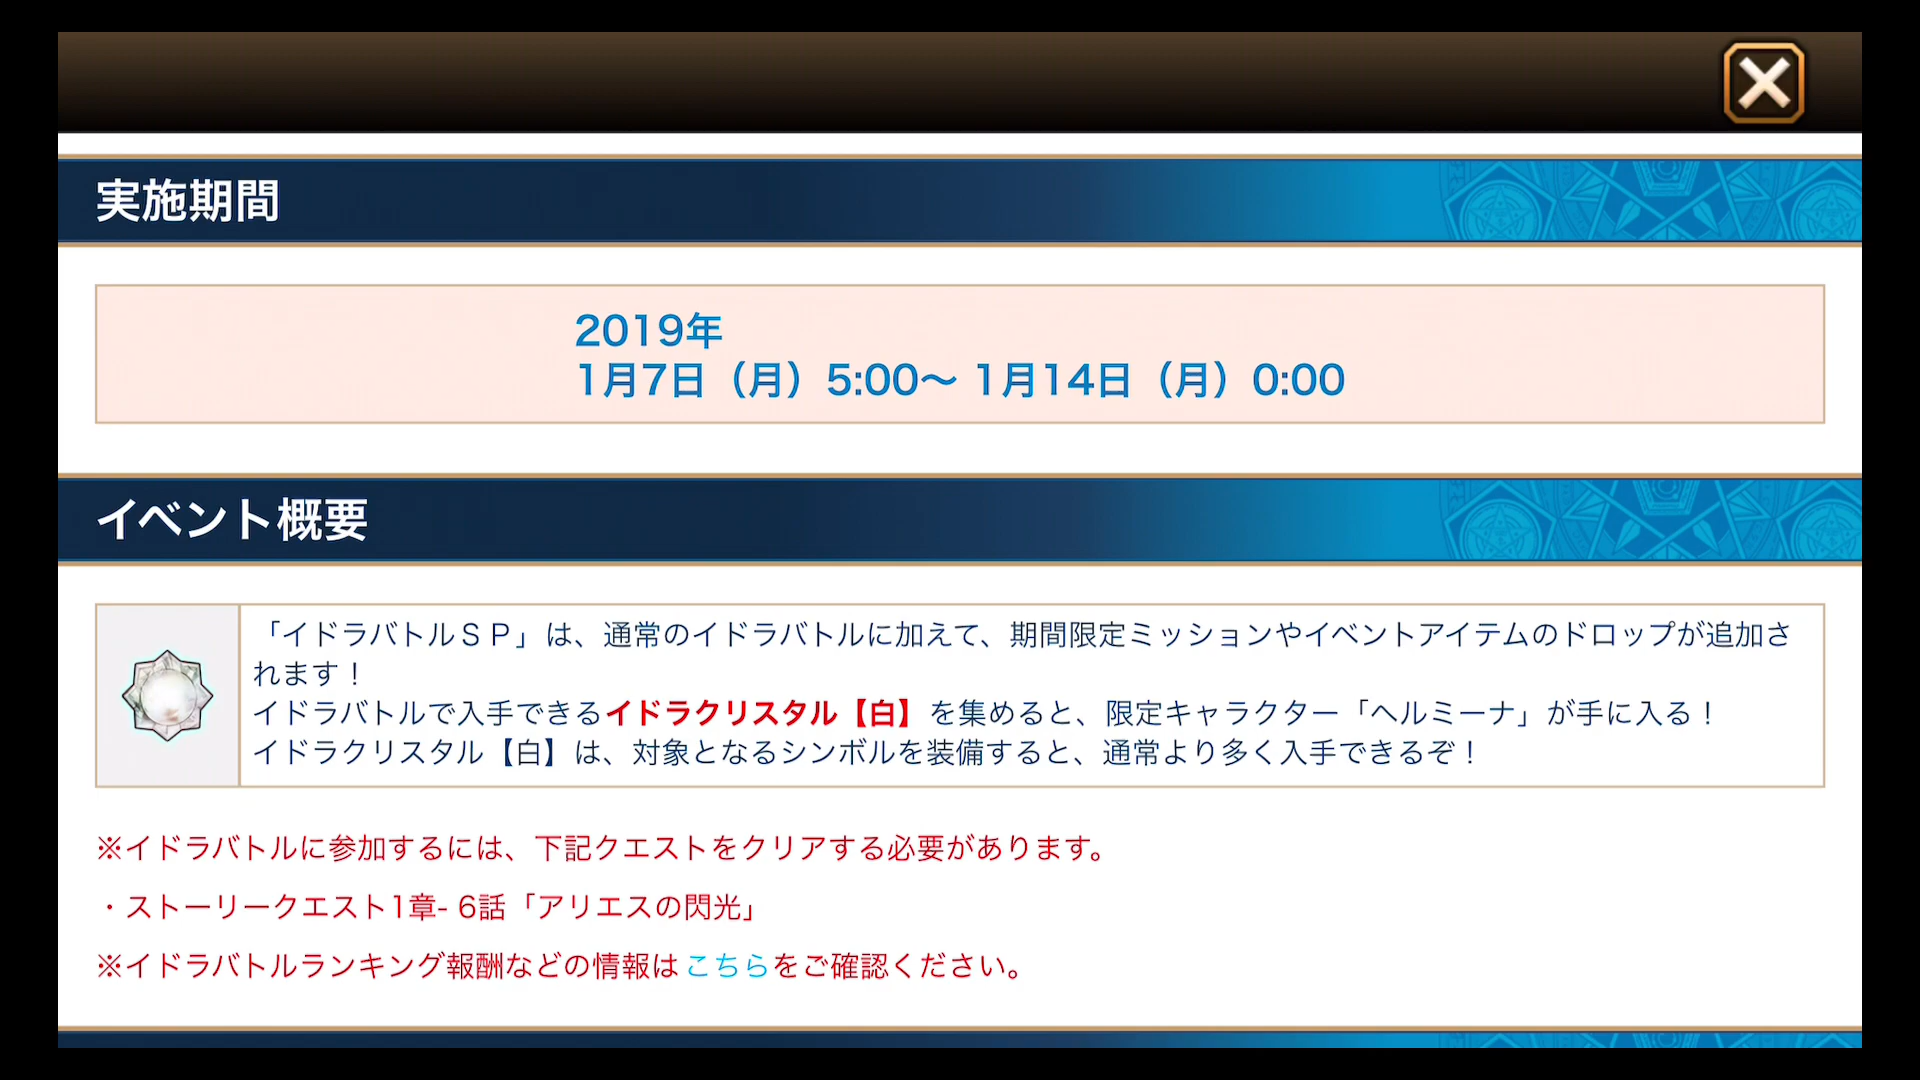 実施期間
2019年
1月7日（月）5:00～ 1月14日（月）0:00
イベント概要
「イドラバトルＳＰ」は、通常のイドラバトルに加えて、期間限定ミッションやイベントアイテムのドロップが追加さ
れます！
イドラバトルで入手できるイドラクリスタル【白】を集めると、限定キャラクター「ヘルミーナ」が手に入る！
イドラクリスタル【白】は、対象となるシンボルを装備すると、通常より多く入手できるぞ！
※イドラバトルに参加するには、下記クエストをクリアする必要があります。
・ストーリークエスト1章- 6話「アリエスの閃光」
※イドラバトルランキング報酬などの情報はこちらをご確認ください。